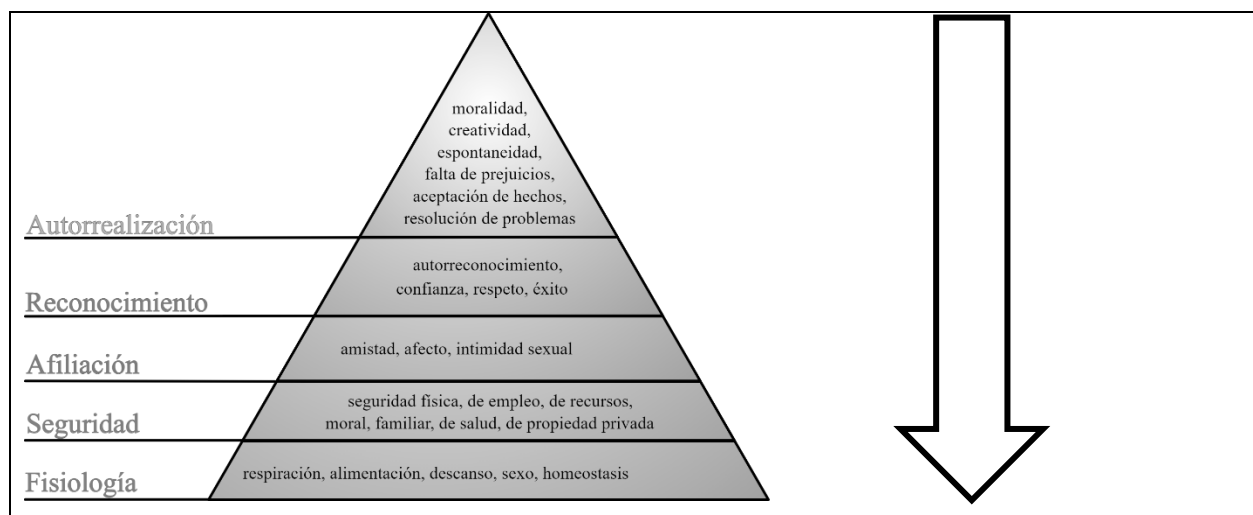 moralidad,
creatividad,
espontaneidad,
falta de prejuicios,
aceptación de hechos,
resolución de problemas
Autorrealización
autorreconocimiento,
confianza, respeto, éxito
Reconocimiento
amistad, afecto, intimidad sexual
Afiliación
seguridad física, de empleo, de recursos,
moral, familiar, de salud, de propiedad privada
Seguridad
respiración, alimentación, descanso, sexo, homeostasis
Fisiología